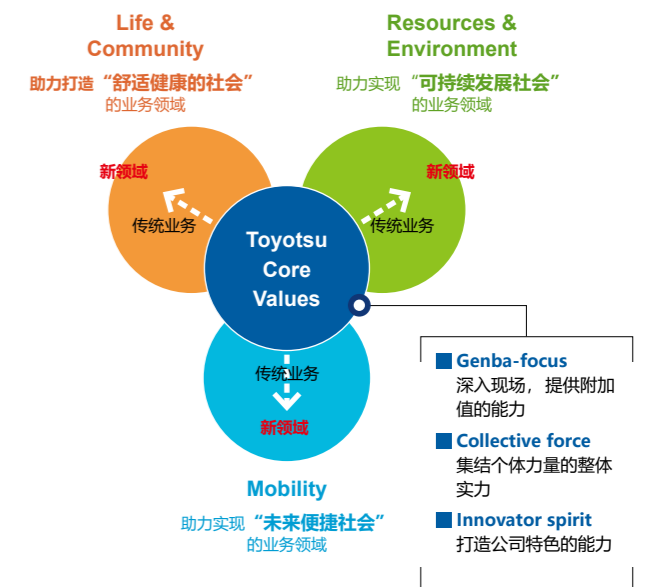 Life &
Community
助力打造“舒适健康的社会”
的业务领域
Resources &
Environment
助力实现“可持续发展社会”
的业务领域
新领域
传统业务
新领域
传统业务
Toyotsu
Core
Values
传统业务
新领域
Mobility
助力实现“未来便捷社会”
的业务领域
Genba-focus
深入现场，提供附加
值的能力
Collective force
集结个体力量的整体
实力
Innovator spirit
打造公司特色的能力